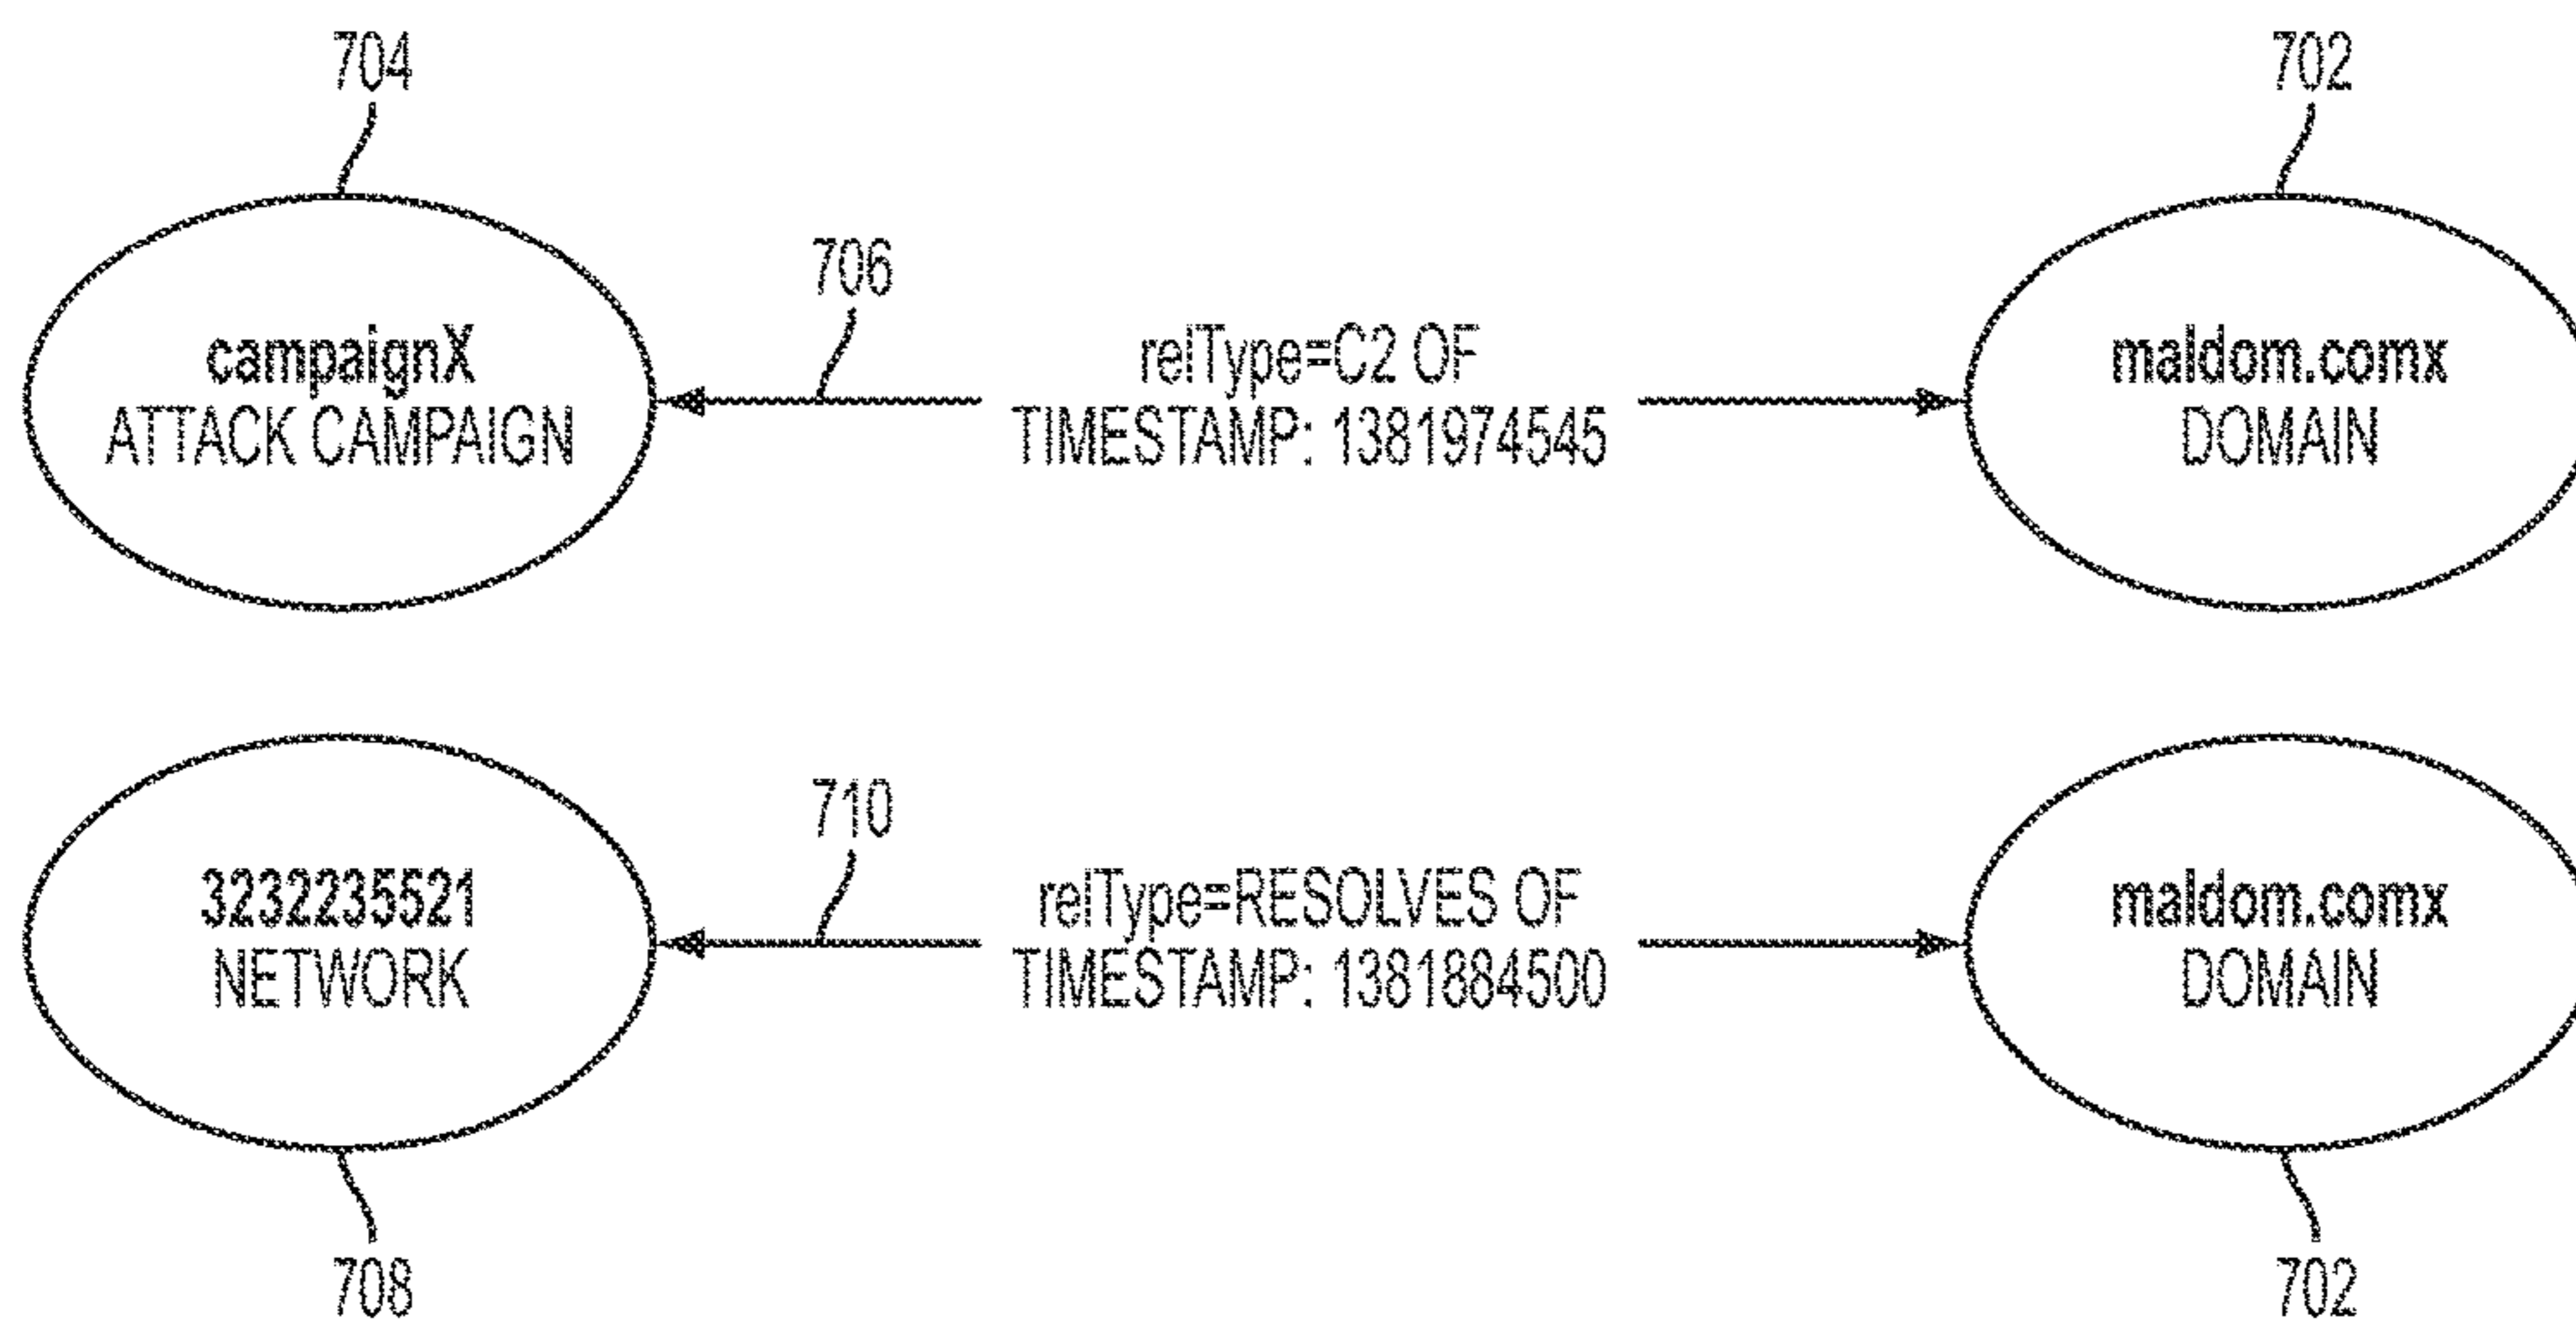 704
702
706
campaignX
ATTACK CAMPAIGN
relType=C2 OF
TIMESTAMP: 1381974545
maldom.comx
DOMAIN
710
3232235521
NETWORK
relType=RESOLVES OF
TIMESTAMP: 1381884500
maldom.comx
DOMAIN
708
702